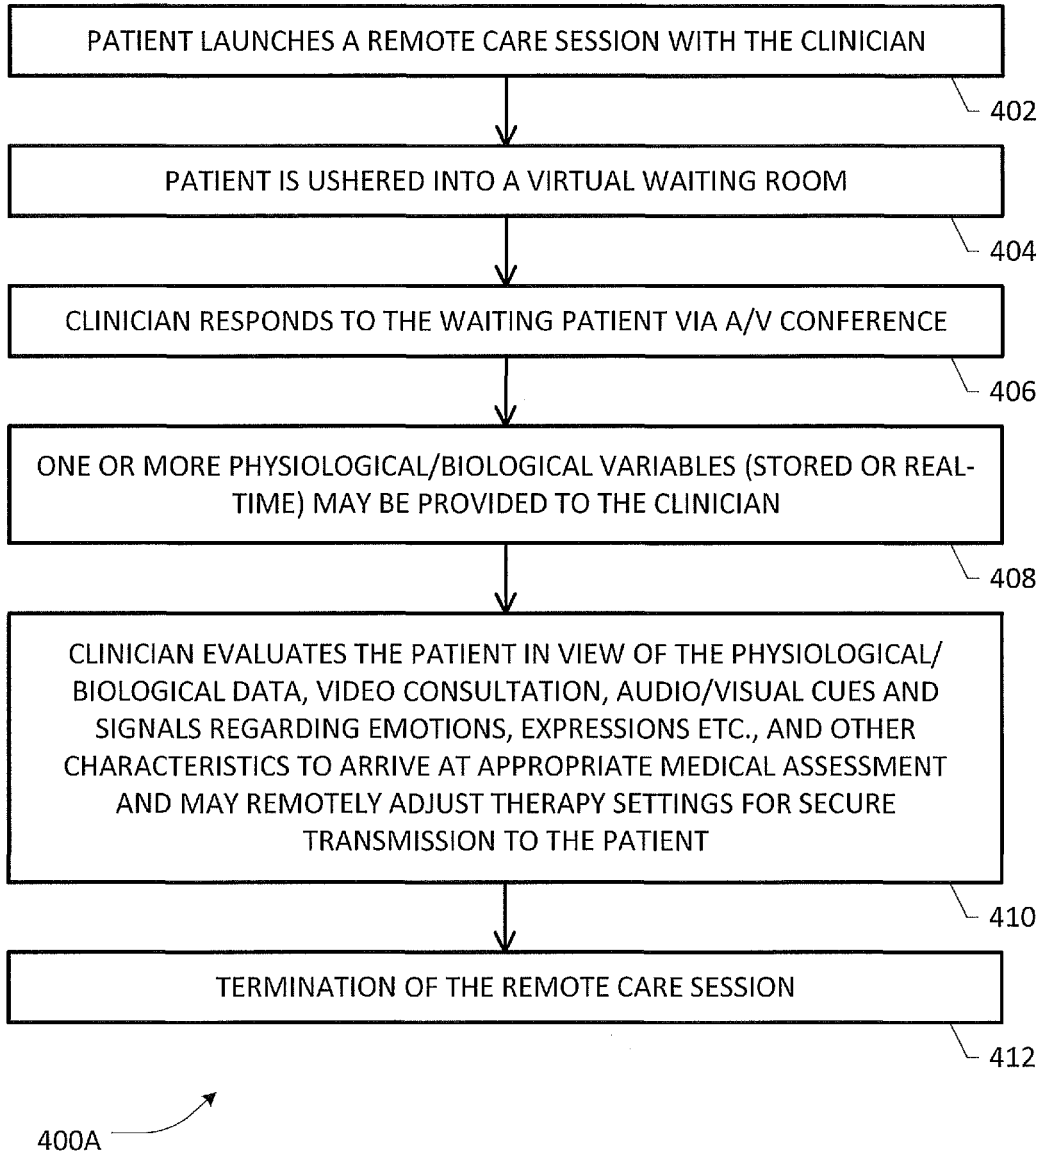 PATIENT LAUNCHES A REMOTE CARE SESSION WITH THE CLINICIAN
402
PATIENT IS USHERED INTO A VIRTUAL WAITING ROOM
404
CLINICIAN RESPONDS TO THE WAITING PATIENT VIA A/V CONFERENCE
406
ONE OR MORE PHYSIOLOGICAL/BIOLOGICAL VARIABLES (STORED OR REAL-
TIME) MAY BE PROVIDED TO THE CLINICIAN
408
CLINICIAN EVALUATES THE PATIENT IN VIEW OF THE PHYSIOLOGICAL/
BIOLOGICAL DATA, VIDEO CONSULTATION, AUDIO/VISUAL CUES AND
SIGNALS REGARDING EMOTIONS, EXPRESSIONS ETC., AND OTHER
CHARACTERISTICS TO ARRIVE AT APPROPRIATE MEDICAL ASSESSMENT
AND MAY REMOTELY ADJUST THERAPY SETTINGS FOR SECURE
TRANSMISSION TO THE PATIENT
410
TERMINATION OF THE REMOTE CARE SESSION
412
400A